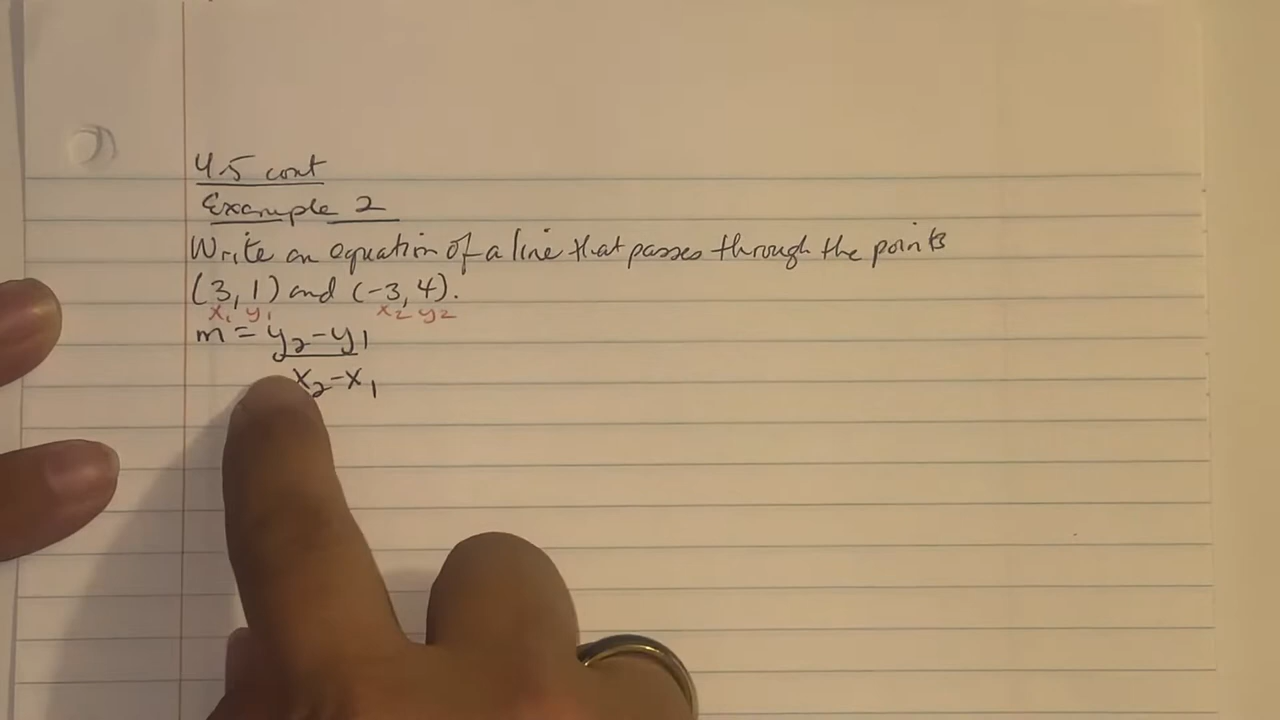 4.5 cont
Example 2
Write an equation of a line that passes through the points
(3, 1) and (-3, 4).
x₁ y₁ x₂ y₂
m = y₂-y₁
x₂-x₁